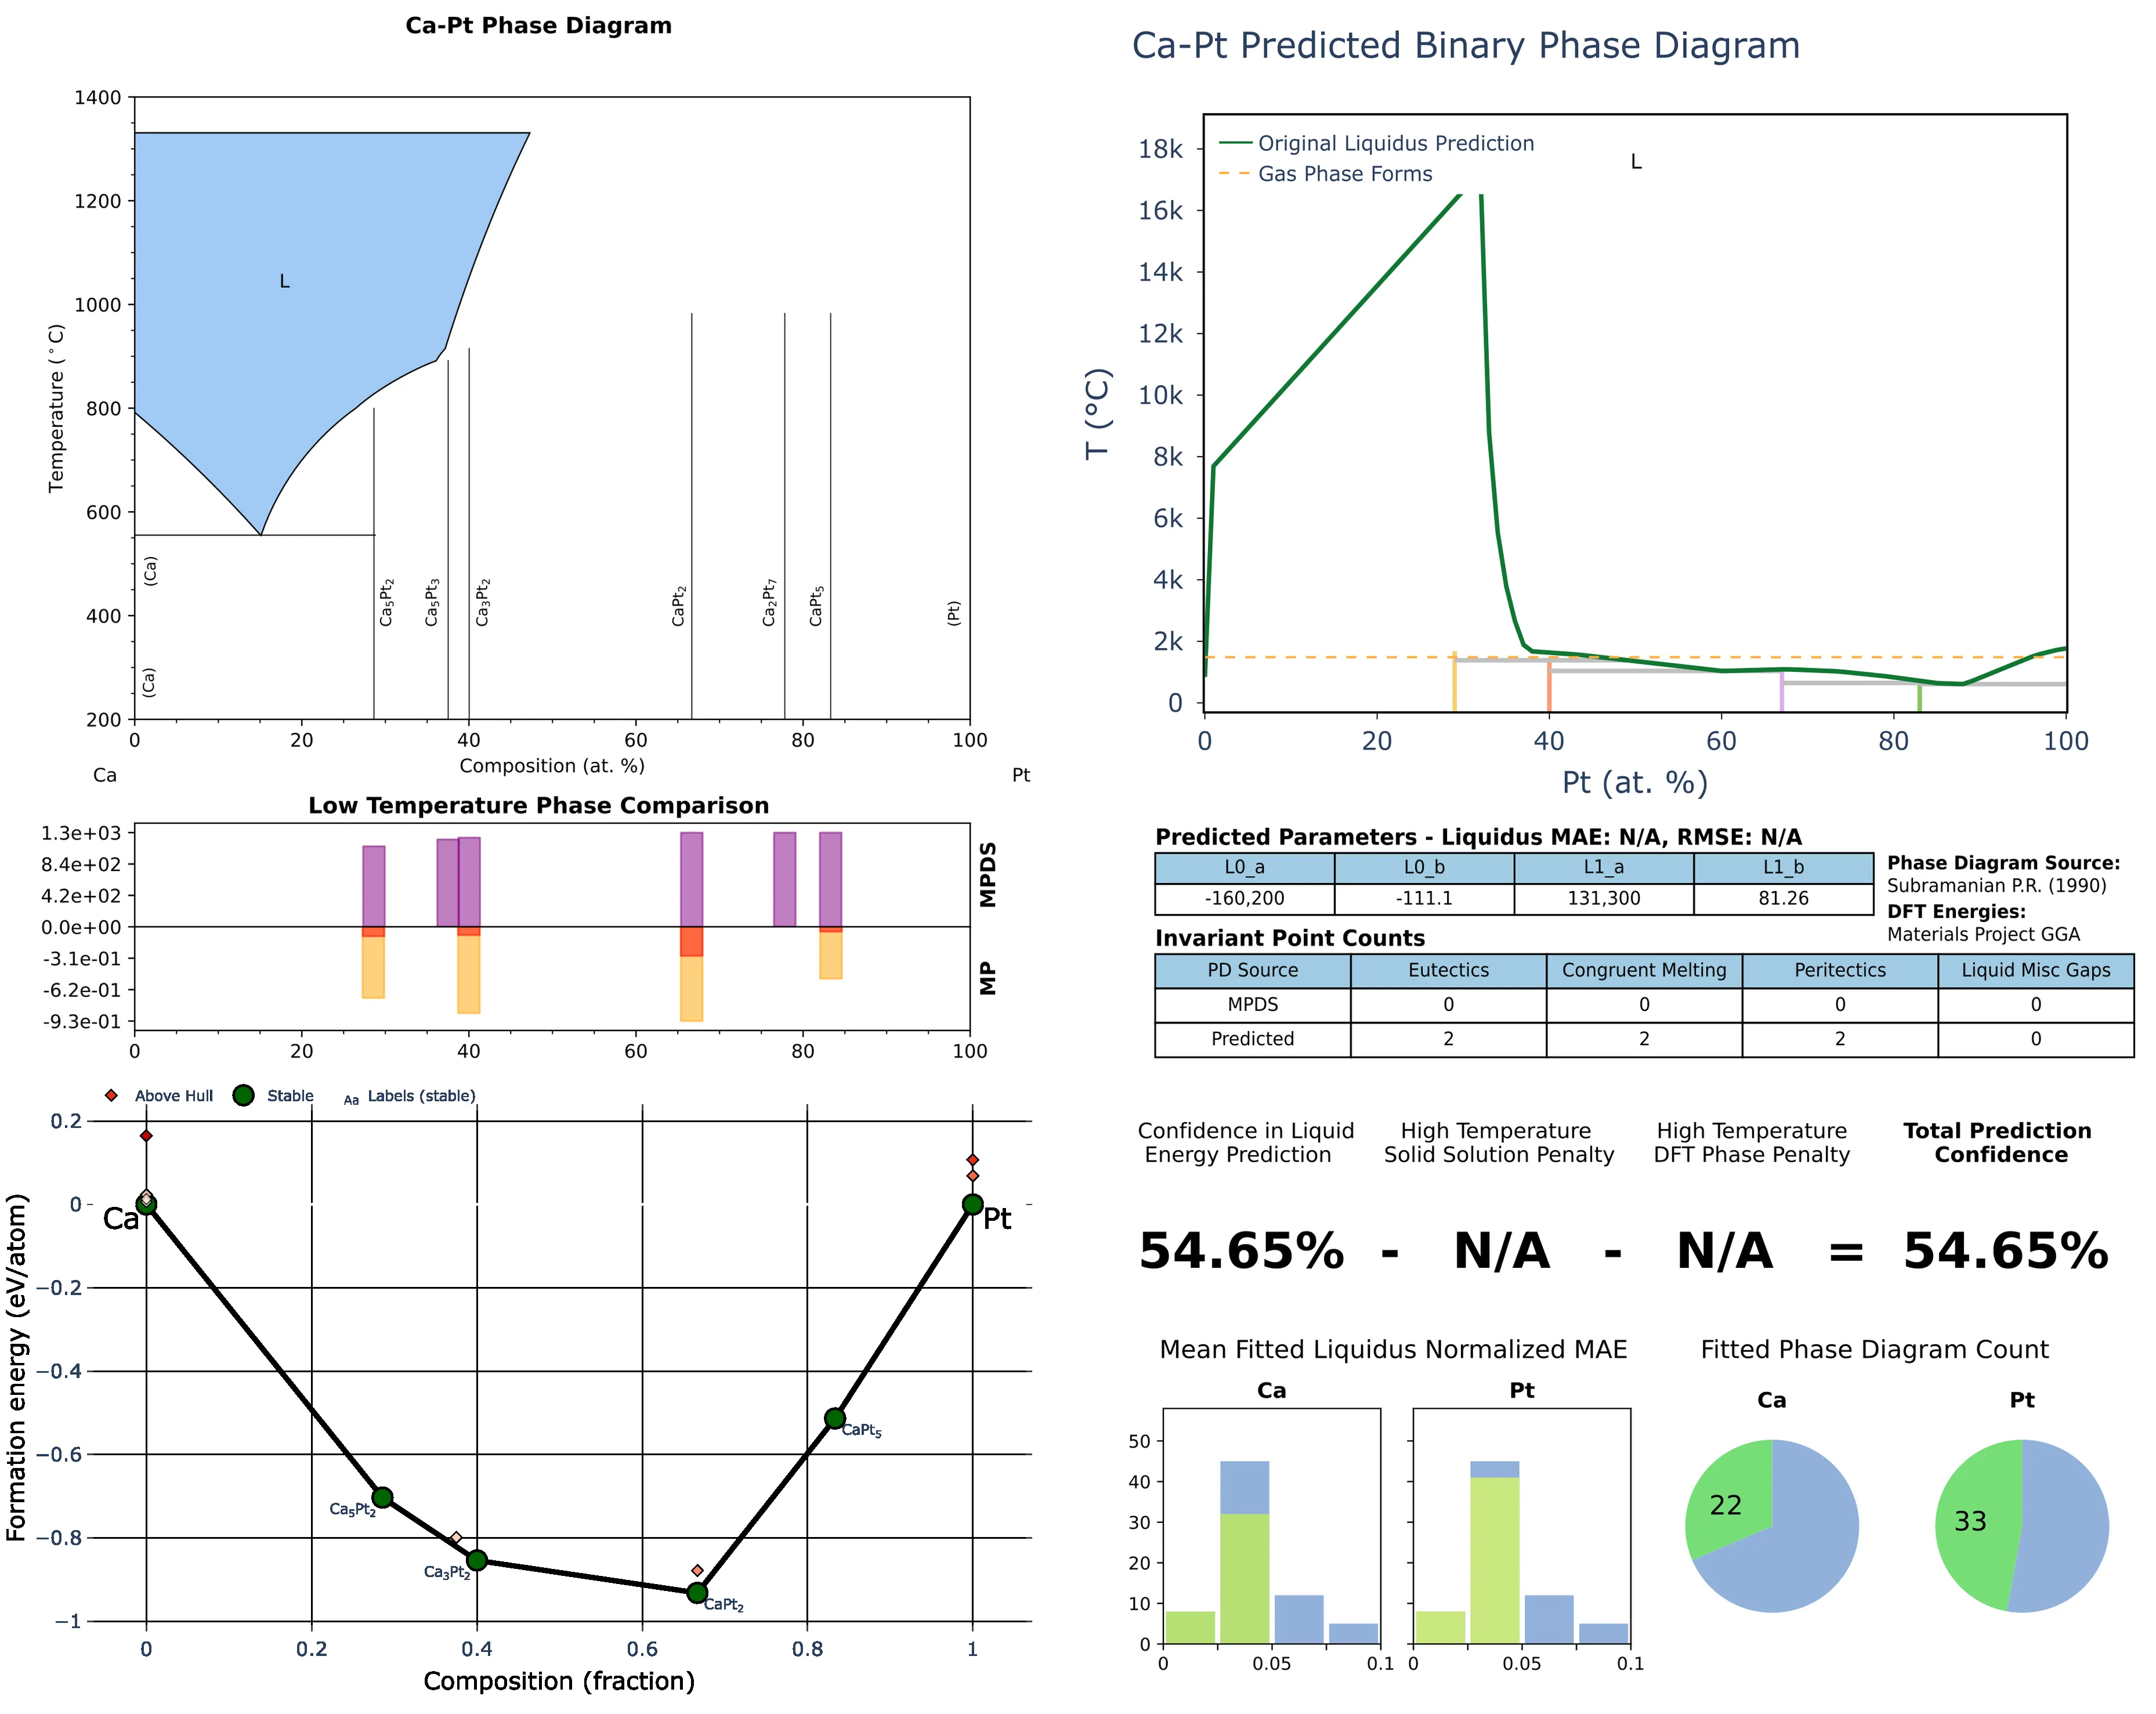 Ca-Pt Phase Diagram
1400
1200
1000
800
600
400
200
Temperature (°C)
L
(Ca)
(Ca)
Ca5Pt2
Ca5Pt3
Ca3Pt2
CaPt2
Ca2Pt7
CaPt5
(Pt)
0 20 40 60 80 100
Composition (at. %)
Ca Pt
Low Temperature Phase Comparison
1.3e+03
8.4e+02
4.2e+02
0.0e+00
-3.1e-01
-6.2e-01
-9.3e-01
MPDS
MP
0 20 40 60 80 100
Above Hull Stable Aa Labels (stable)
0.2
0
−0.2
−0.4
−0.6
−0.8
−1
Formation energy (eV/atom)
Ca
Pt
Ca5Pt2
Ca3Pt2
CaPt2
CaPt5
0 0.2 0.4 0.6 0.8 1
Composition (fraction)
Ca-Pt Predicted Binary Phase Diagram
Original Liquidus Prediction
Gas Phase Forms
L
18k
16k
14k
12k
10k
8k
6k
4k
2k
0
T (°C)
0 20 40 60 80 100
Pt (at. %)
Predicted Parameters - Liquidus MAE: N/A, RMSE: N/A
L0_a L0_b L1_a L1_b
-160,200 -111.1 131,300 81.26
Phase Diagram Source:
Subramanian P.R. (1990)
DFT Energies:
Materials Project GGA
Invariant Point Counts
PD Source Eutectics Congruent Melting Peritectics Liquid Misc Gaps
MPDS 0 0 0 0
Predicted 2 2 2 0
Confidence in Liquid
Energy Prediction
High Temperature
Solid Solution Penalty
High Temperature
DFT Phase Penalty
Total Prediction
Confidence
54.65% - N/A - N/A = 54.65%
Mean Fitted Liquidus Normalized MAE
Ca
Pt
50
40
30
20
10
0
0 0.05 0.1
0 0.05 0.1
Fitted Phase Diagram Count
Ca
Pt
22
33